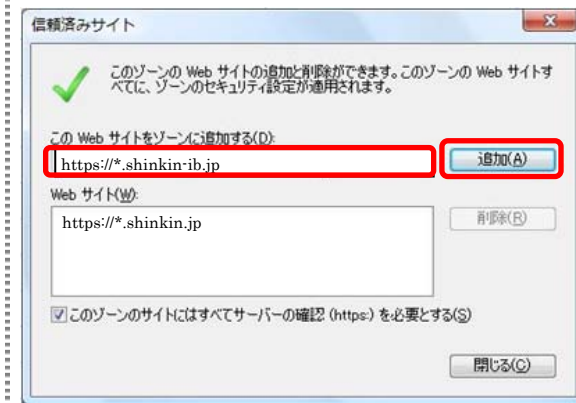 信頼済みサイト
このゾーンの Web サイトの追加と削除ができます。このゾーンの Web サイトす
べてに、ゾーンのセキュリティ設定が適用されます。
この Web サイトをゾーンに追加する(D):
https://*.shinkin-ib.jp
追加(A)
Web サイト(W):
https://*.shinkin.jp
削除(R)
このゾーンのサイトにはすべてサーバーの確認 (https:) を必要とする(S)
閉じる(C)